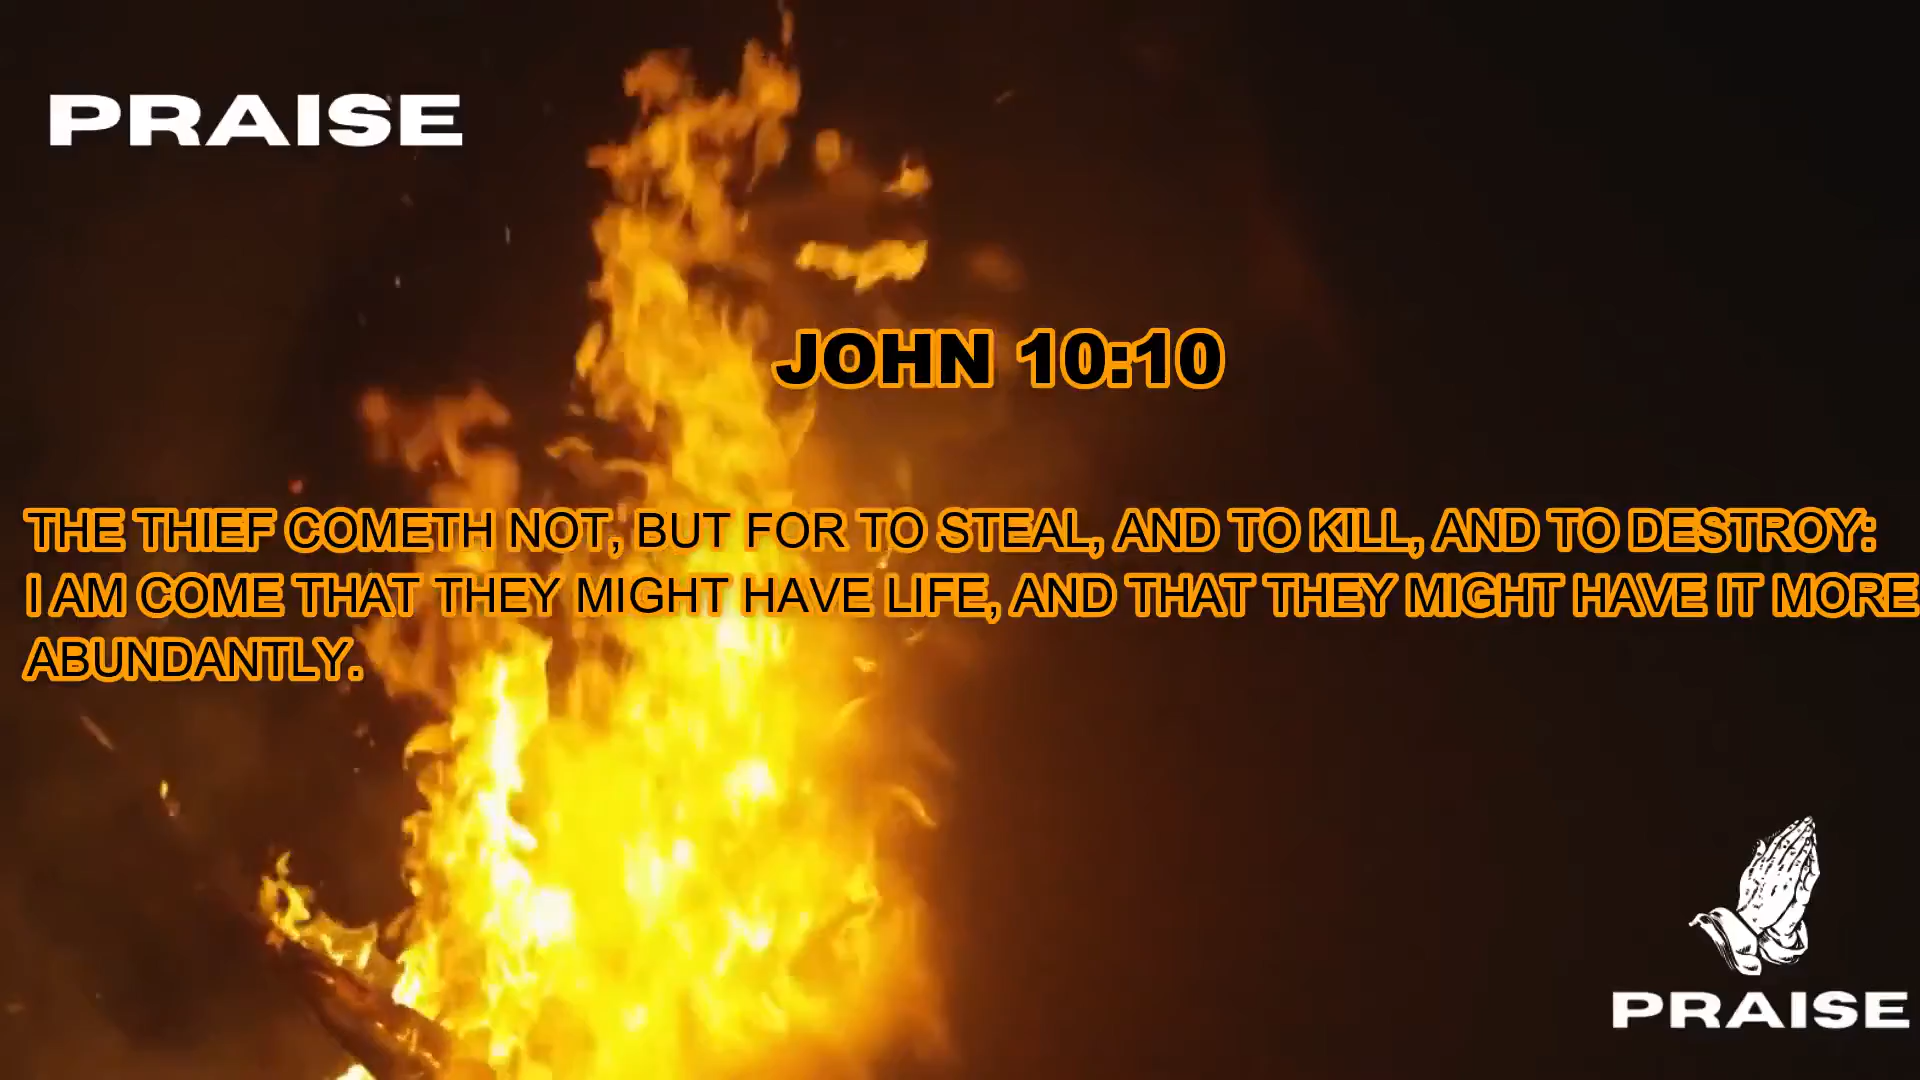 PRAISE
JOHN 10:10
THE THIEF COMETH NOT, BUT FOR TO STEAL, AND TO KILL, AND TO DESTROY:
I AM COME THAT THEY MIGHT HAVE LIFE, AND THAT THEY MIGHT HAVE IT MORE
ABUNDANTLY.
PRAISE